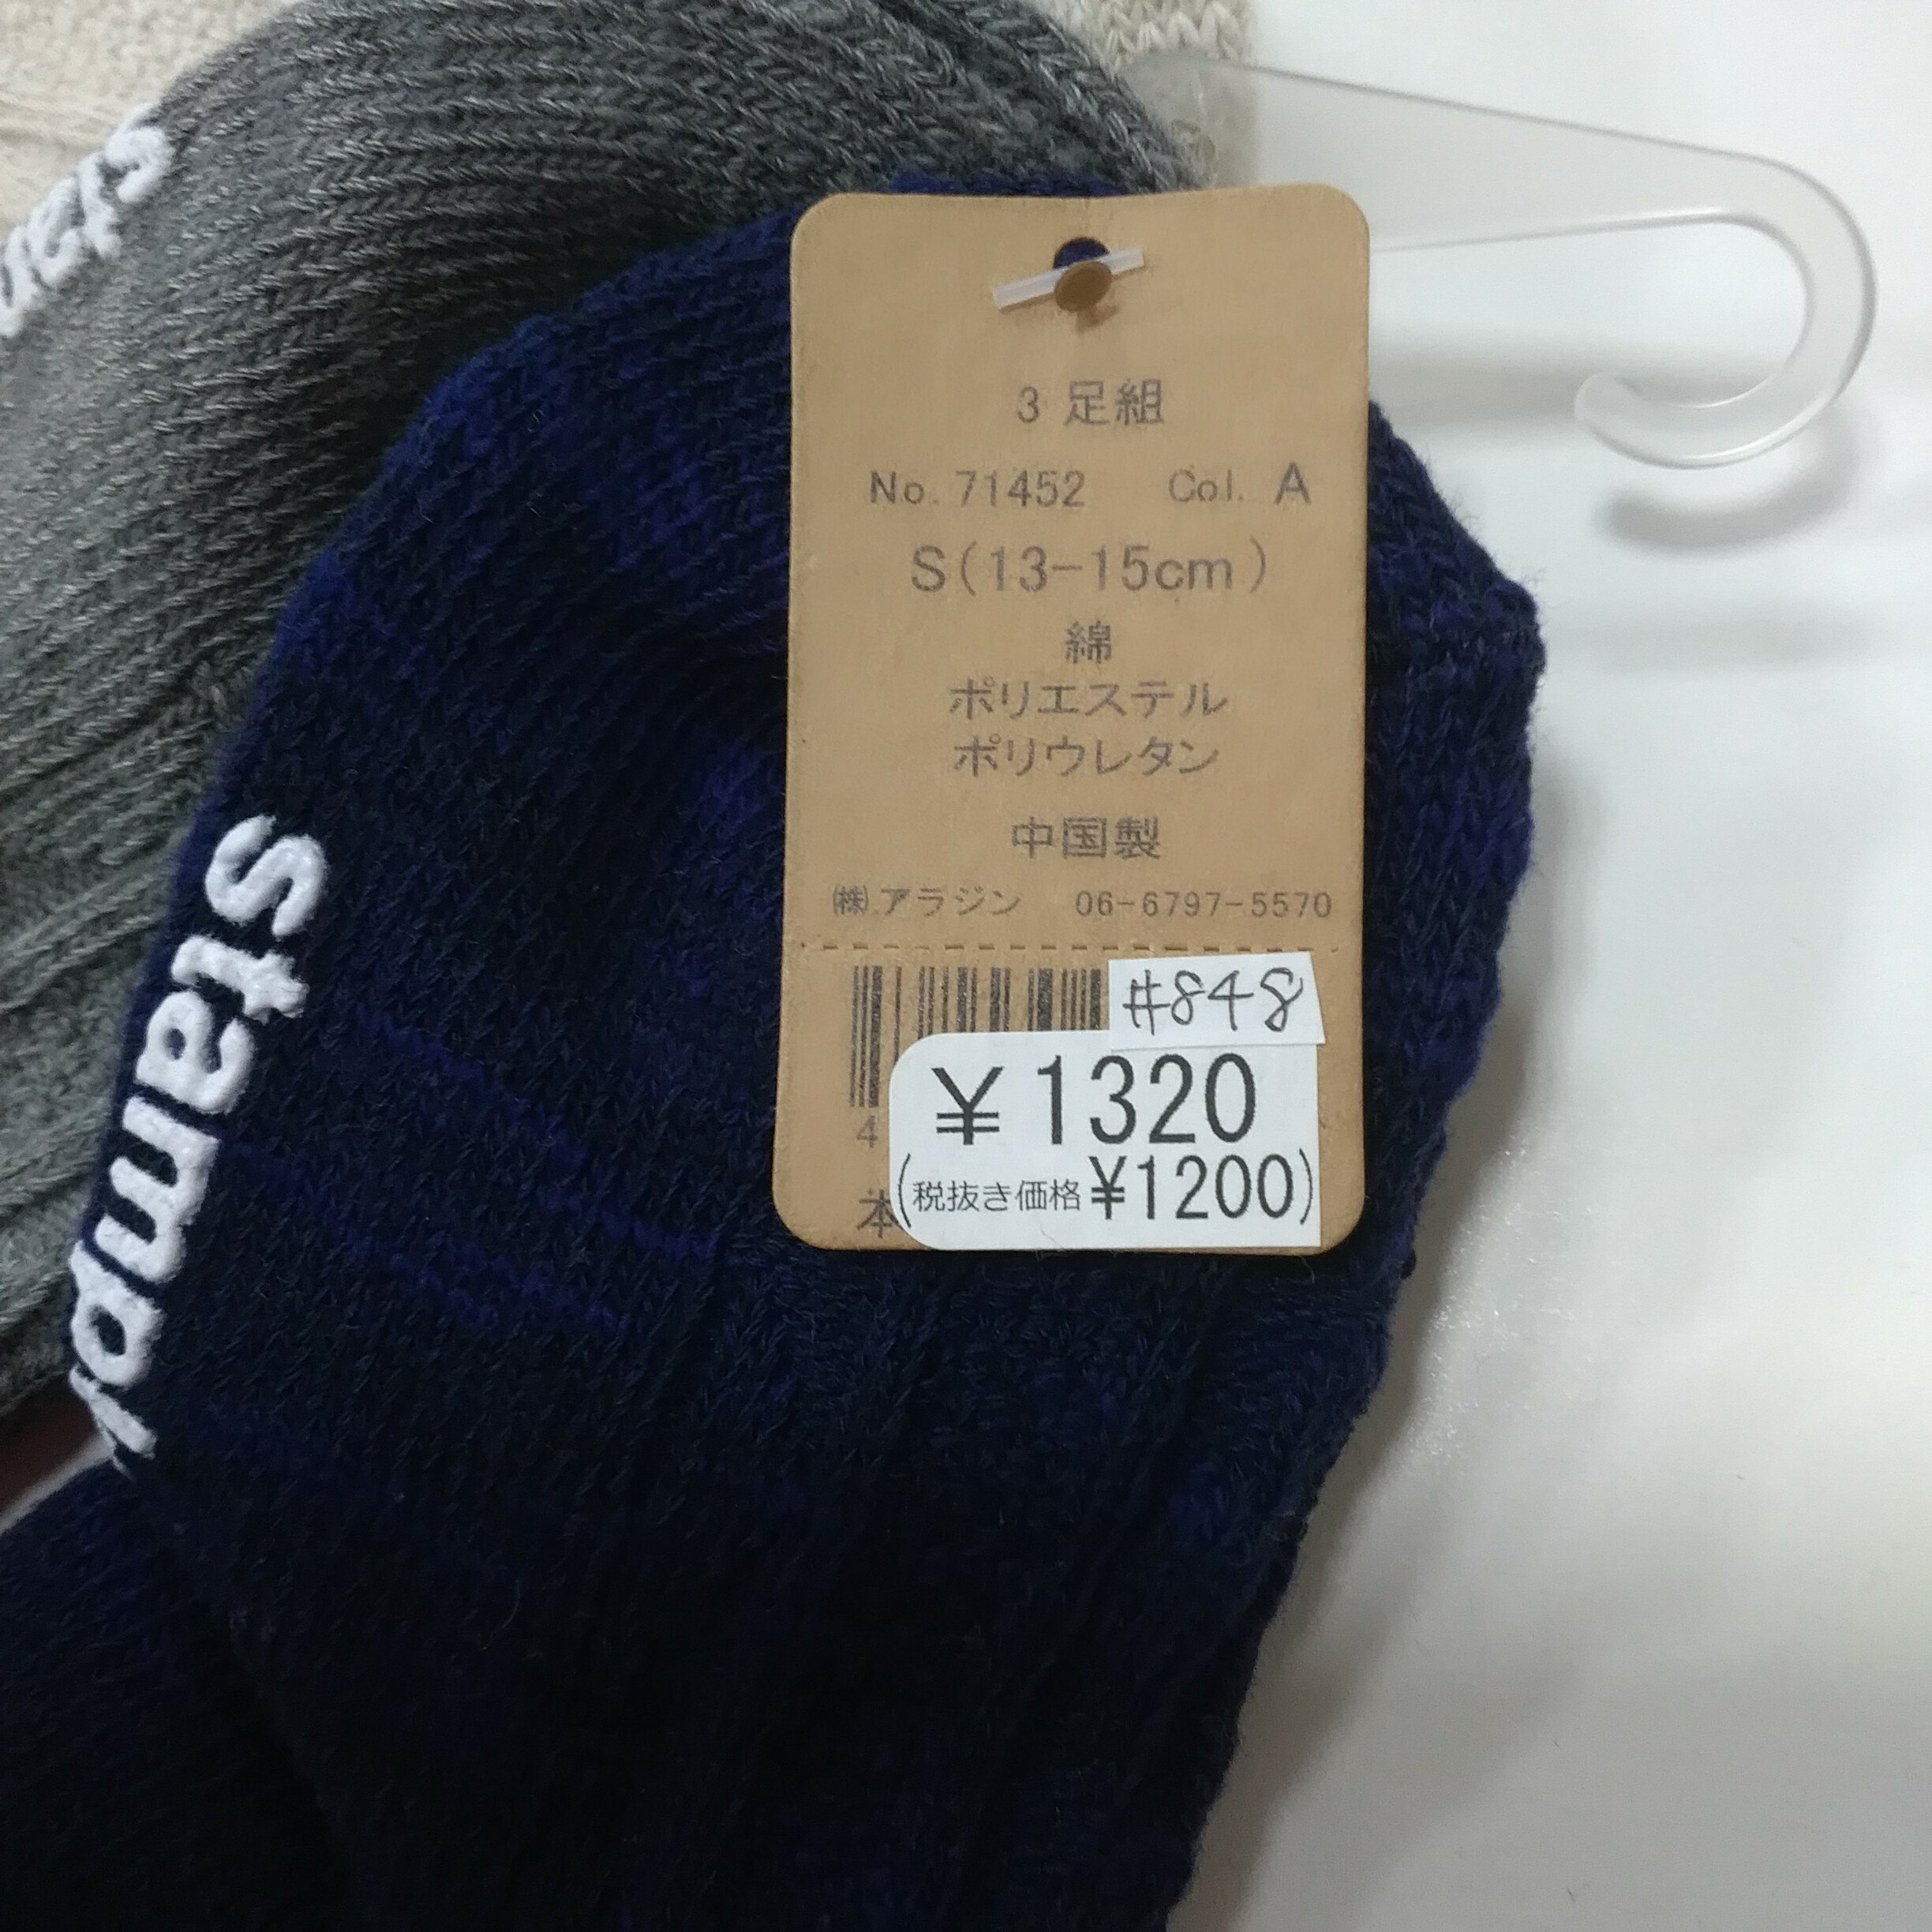 3 足組
No. 71452 Col. A
S(13-15cm)
綿
ポリエステル
ポリウレタン
中国製
㈱アラジン 06-6797-5570
#848
¥1320
4
(税抜き価格¥1200)
本